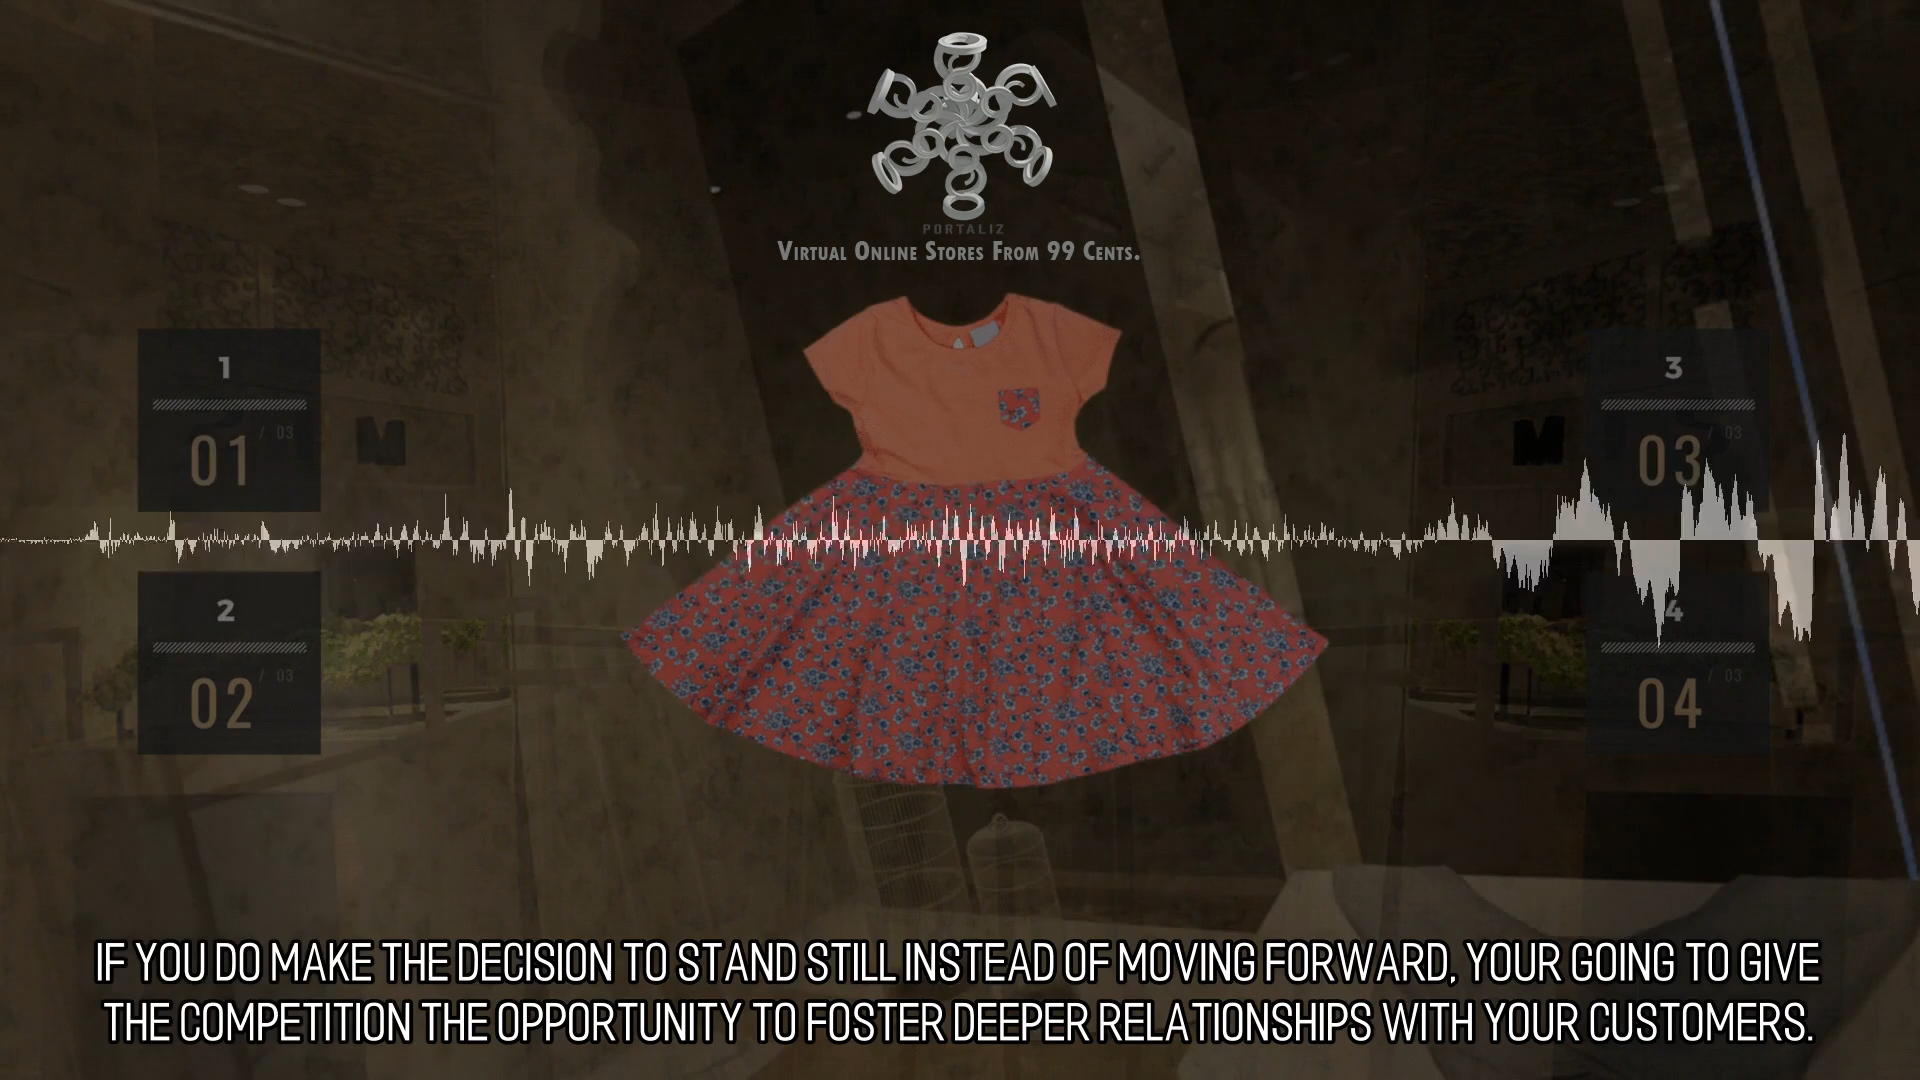 PORTALIZ
VIRTUAL ONLINE STORES FROM 99 CENTS.
1
01 / 03
2
02 / 03
M
3
03 / 03
M
4
04 / 03
IF YOU DO MAKE THE DECISION TO STAND STILL INSTEAD OF MOVING FORWARD, YOUR GOING TO GIVE
THE COMPETITION THE OPPORTUNITY TO FOSTER DEEPER RELATIONSHIPS WITH YOUR CUSTOMERS.